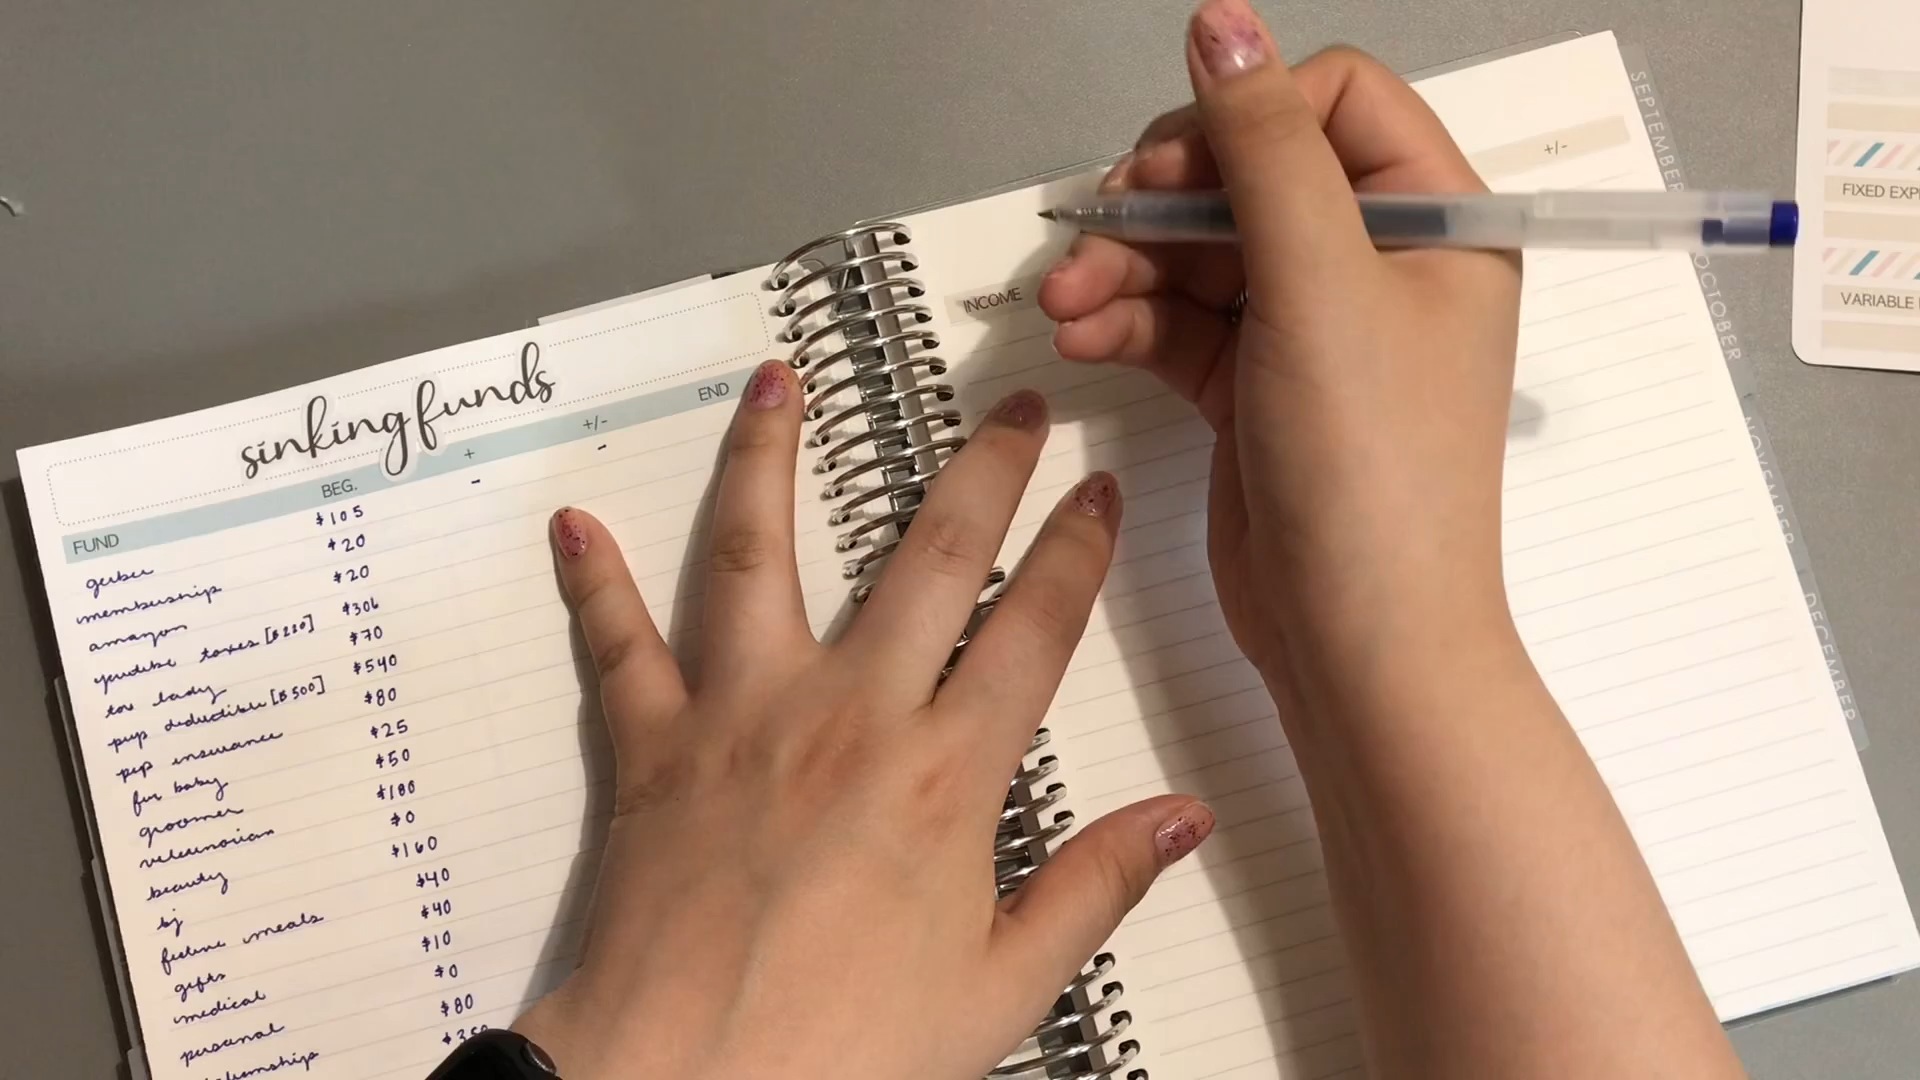 sinking funds
FUND BEG. + +/- END
gerber $105 - -
membership $20
amazon $20
youtube taxes [$220] $306
tow lady $70
pup deductible [$500] $540
pup insurance $80
fur baby $25
groomer $50
veterinarian $180
beauty $0
bj $160
feline meals $40
gifts $40
medical $10
personal $0
$80
INCOME +/-
SEPTEMBER
OCTOBER
NOVEMBER
DECEMBER
FIXED EXP
VARIABLE